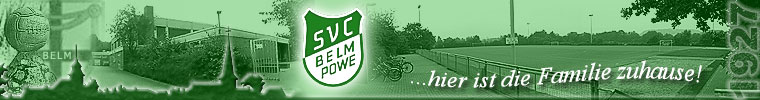 BELM
SVC
BELM
POWE
...hier ist die Familie zuhause!
1927